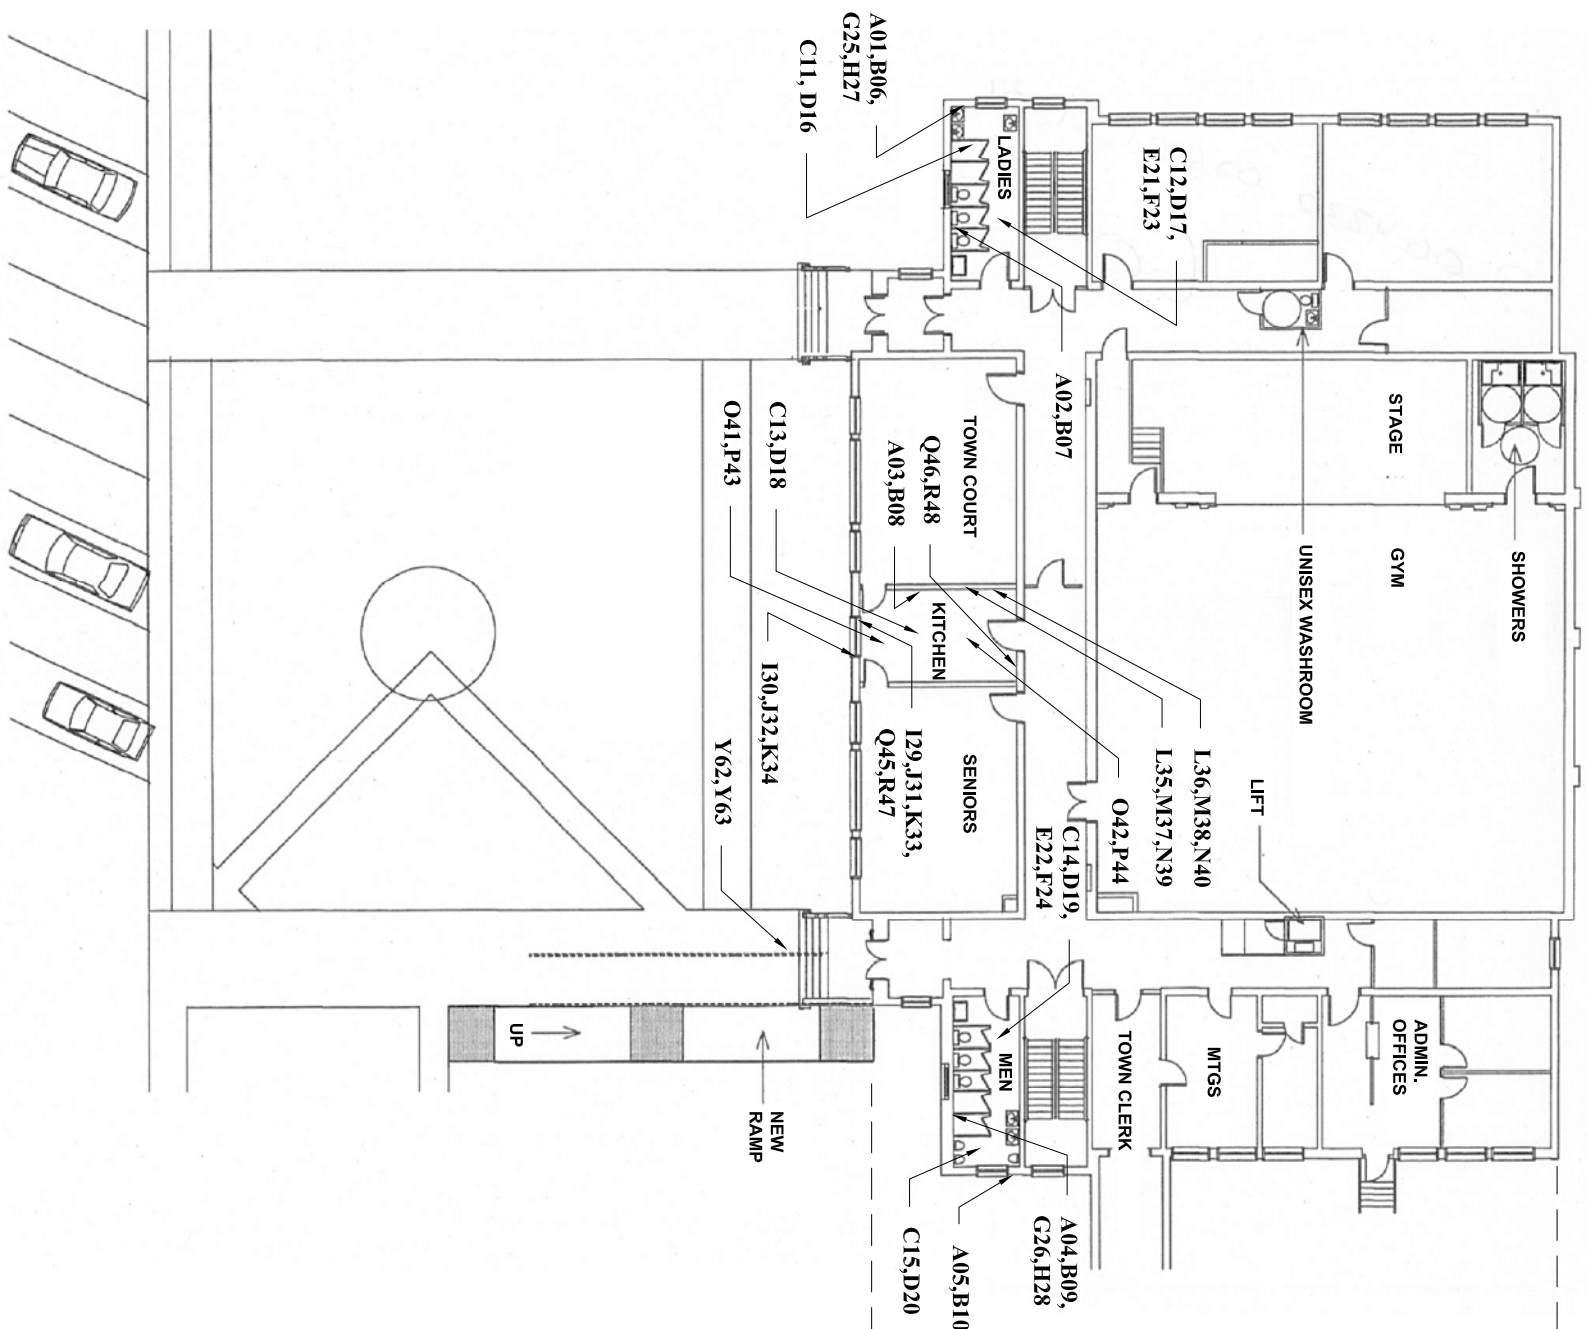 A01,B06,
G25,H27
C11, D16
LADIES
C12,D17,
E21,F23
A02,B07
UNISEX WASHROOM
STAGE
SHOWERS
GYM
TOWN COURT
Q46,R48
A03,B08
C13,D18
O41,P43
KITCHEN
I30,J32,K34
I29,J31,K33,
Q45,R47
SENIORS
Y62,Y63
L36,M38,N40
L35,M37,N39
O42,P44
LIFT
C14,D19,
E22,F24
UP
NEW
RAMP
MEN
TOWN CLERK
MTGS
ADMIN.
OFFICES
A04,B09,
G26,H28
A05,B10
C15,D20